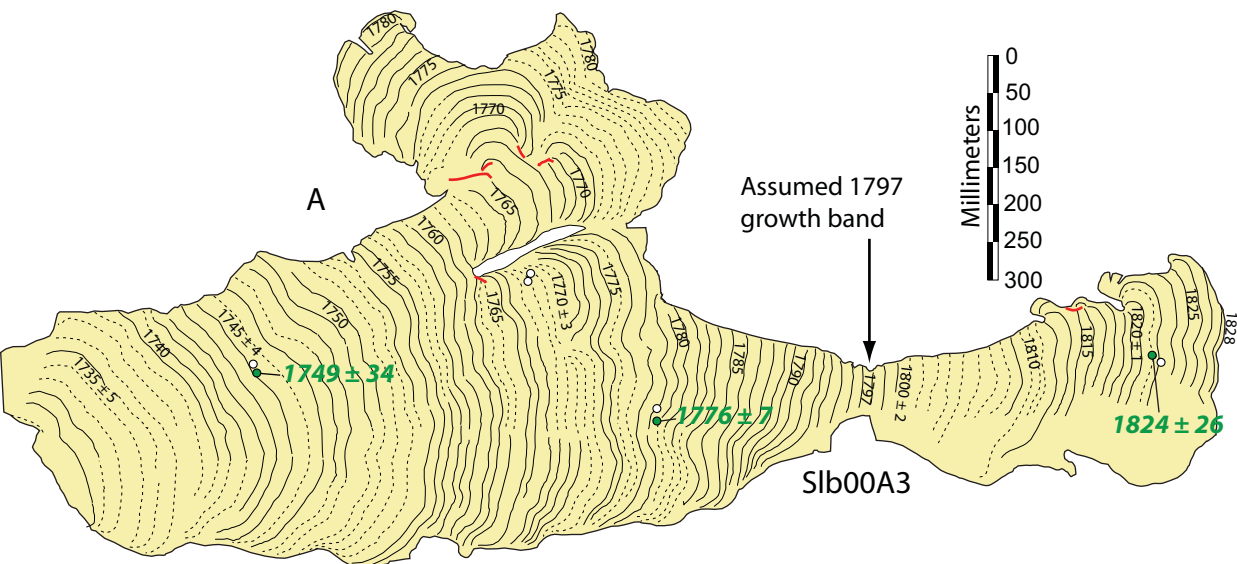 1780
1775
1770
1780
1775
1770
1765
1760
1755
1750
1745 ± 4
1740
1735 ± 5
1749 ± 34
A
1765
1770 ± 3
1775
1780
1785
1790
1776 ± 7
Assumed 1797
growth band
1797
1800 ± 2
Slb00A3
Millimeters
0
50
100
150
200
250
300
1810
1815
1820 ± 1
1825
1828
1824 ± 26